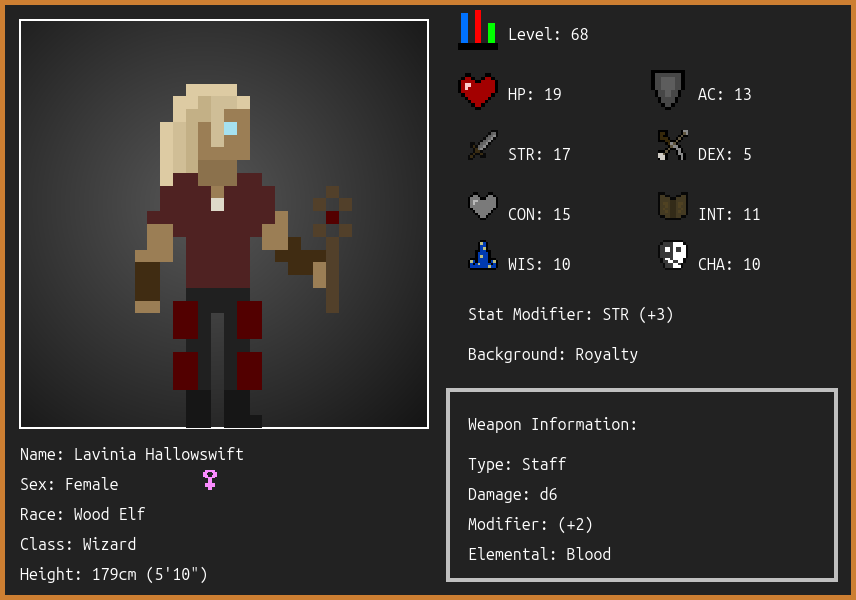 Level: 68
HP: 19
AC: 13
STR: 17
DEX: 5
CON: 15
INT: 11
WIS: 10
CHA: 10
Stat Modifier: STR (+3)
Background: Royalty
Weapon Information:
Type: Staff
Damage: d6
Modifier: (+2)
Elemental: Blood
Name: Lavinia Hallowswift
Sex: Female
Race: Wood Elf
Class: Wizard
Height: 179cm (5'10")